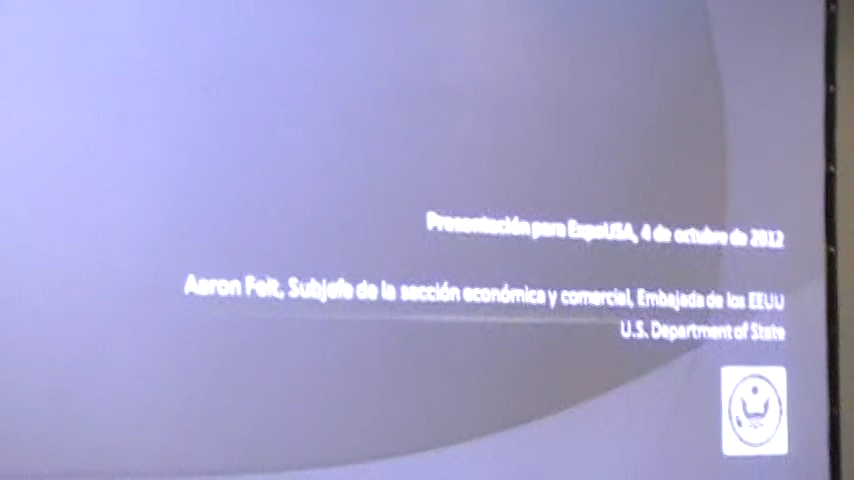 Presentación para ExpoUSA, 4 de octubre de 2012
Aaron Feit, Subjefe de la sección económica y comercial, Embajada de los EEUU
U.S. Department of State